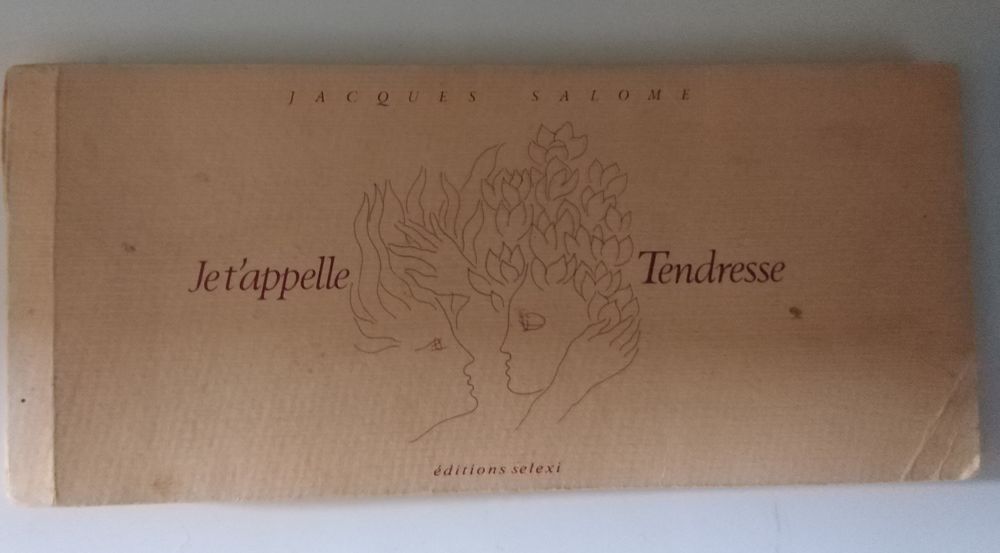 JACQUES SALOME
Je t'appelle Tendresse
éditions selexi